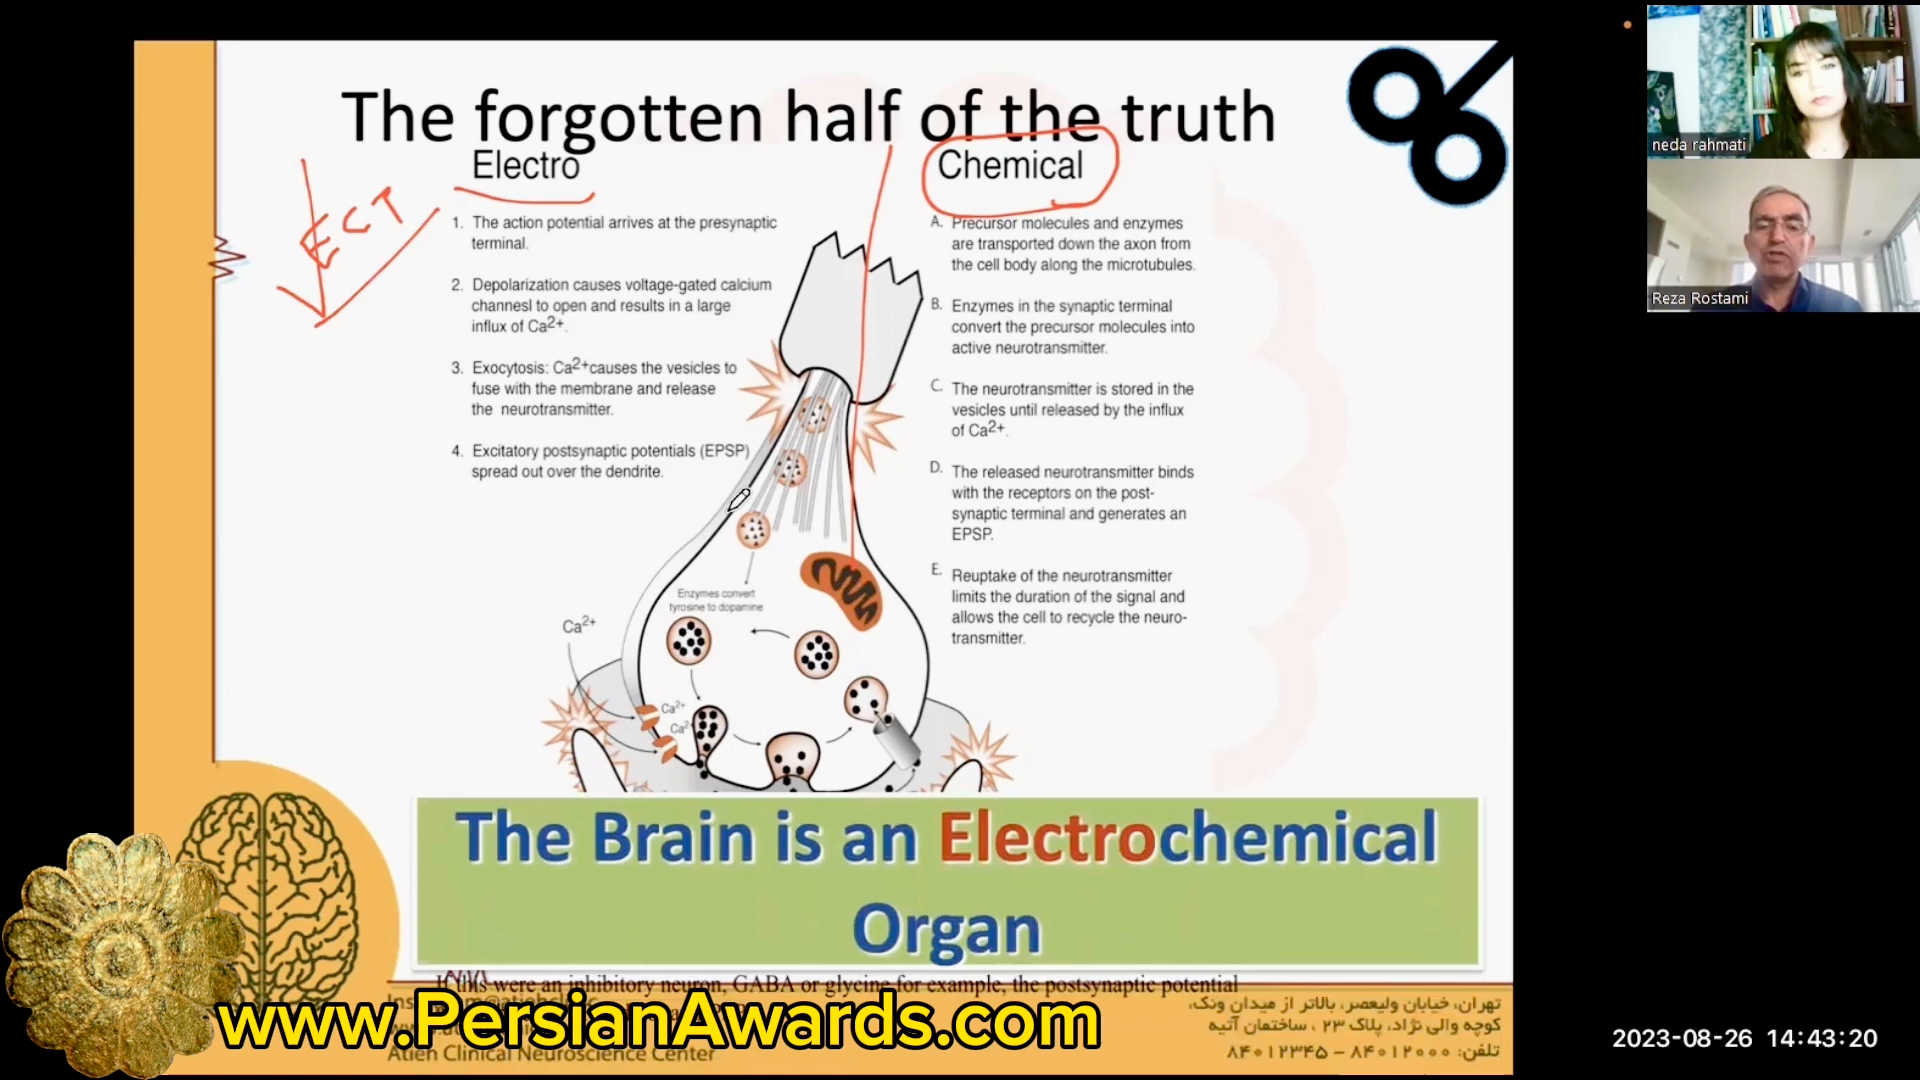 The forgotten half of the truth
Electro
Chemical
ECT
1. The action potential arrives at the presynaptic
terminal.
2. Depolarization causes voltage-gated calcium
channesl to open and results in a large
influx of Ca2+.
3. Exocytosis: Ca2+causes the vesicles to
fuse with the membrane and release
the neurotransmitter.
4. Excitatory postsynaptic potentials (EPSP)
spread out over the dendrite.
A. Precursor molecules and enzymes
are transported down the axon from
the cell body along the microtubules.
B. Enzymes in the synaptic terminal
convert the precursor molecules into
active neurotransmitter.
C. The neurotransmitter is stored in the
vesicles until released by the influx
of Ca2+.
D. The released neurotransmitter binds
with the receptors on the post-
synaptic terminal and generates an
EPSP.
E. Reuptake of the neurotransmitter
limits the duration of the signal and
allows the cell to recycle the neuro-
transmitter.
Enzymes convert
tyrosine to dopamine
Ca2+
Ca2+
Ca2
The Brain is an Electrochemical
Organ
If this were an inhibitory neuron, GABA or glycine for example, the postsynaptic potential
www.PersianAwards.com
Atieh Clinical Neuroscience Center
تهران، خیابان ولیعصر، بالاتر از میدان ونک،
کوچه والی نژاد، پلاک ۲۳ ، ساختمان آتیه
تلفن: ۸۴۰۱۲۰۰۰ – ۸۴۰۱۲۳۴۵
neda rahmati
Reza Rostami
2023-08-26 14:43:20